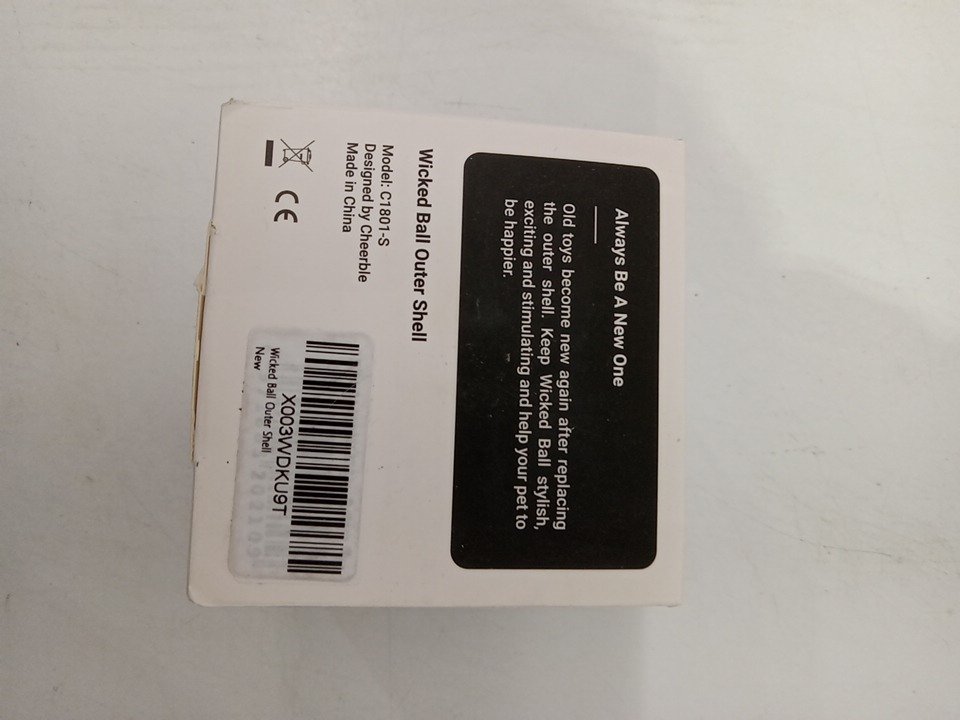 Always Be A New One
Old toys become new again after replacing
the outer shell. Keep Wicked Ball stylish,
exciting and stimulating and help your pet to
be happier.
Wicked Ball Outer Shell
Model: C1801-S
Designed by Cheerble
Made in China
CE
X003WDKU9T
Wicked Ball Outer Shell
New